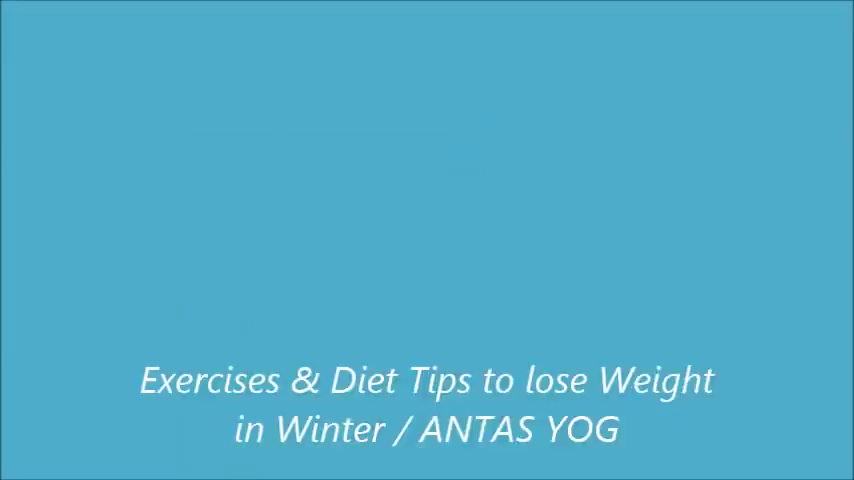 Exercises & Diet Tips to lose Weight
in Winter / ANTAS YOG